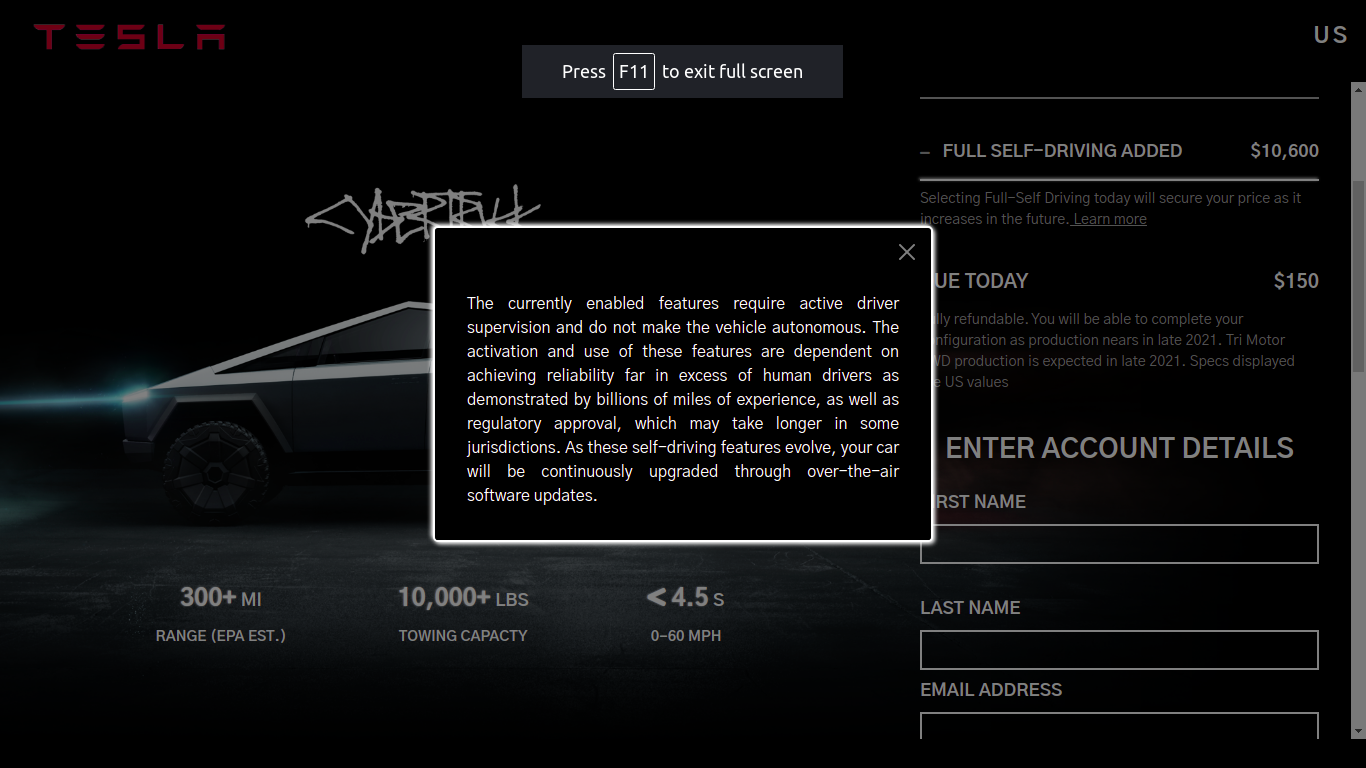 TESLA
US
Press F11 to exit full screen
– FULL SELF-DRIVING ADDED $10,600
Selecting Full-Self Driving today will secure your price as it
increases in the future. Learn more
The currently enabled features require active driver
supervision and do not make the vehicle autonomous. The
activation and use of these features are dependent on
achieving reliability far in excess of human drivers as
demonstrated by billions of miles of experience, as well as
regulatory approval, which may take longer in some
jurisdictions. As these self-driving features evolve, your car
will be continuously upgraded through over-the-air
software updates.
UE TODAY $150
lly refundable. You will be able to complete your
nfiguration as production nears in late 2021. Tri Motor
WD production is expected in late 2021. Specs displayed
e US values
ENTER ACCOUNT DETAILS
RST NAME
LAST NAME
EMAIL ADDRESS
300+ MI
RANGE (EPA EST.)
10,000+ LBS
TOWING CAPACTY
< 4.5 S
0-60 MPH